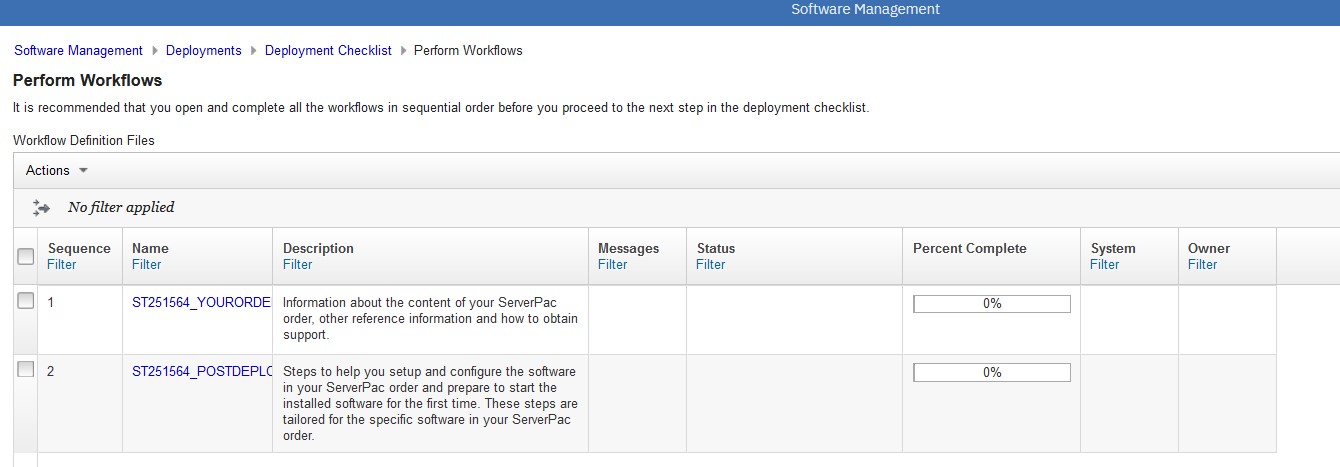 Software Management
Software Management Deployments Deployment Checklist Perform Workflows
Perform Workflows
It is recommended that you open and complete all the workflows in sequential order before you proceed to the next step in the deployment checklist.
Workflow Definition Files
Actions
No filter applied
Sequence Name Description Messages Status Percent Complete System Owner
Filter Filter Filter Filter Filter Filter Filter
1 ST251564_YOURORDE Information about the content of your ServerPac 0%
order, other reference information and how to obtain
support.
2 ST251564_POSTDEPLO Steps to help you setup and configure the software 0%
in your ServerPac order and prepare to start the
installed software for the first time. These steps are
tailored for the specific software in your ServerPac
order.